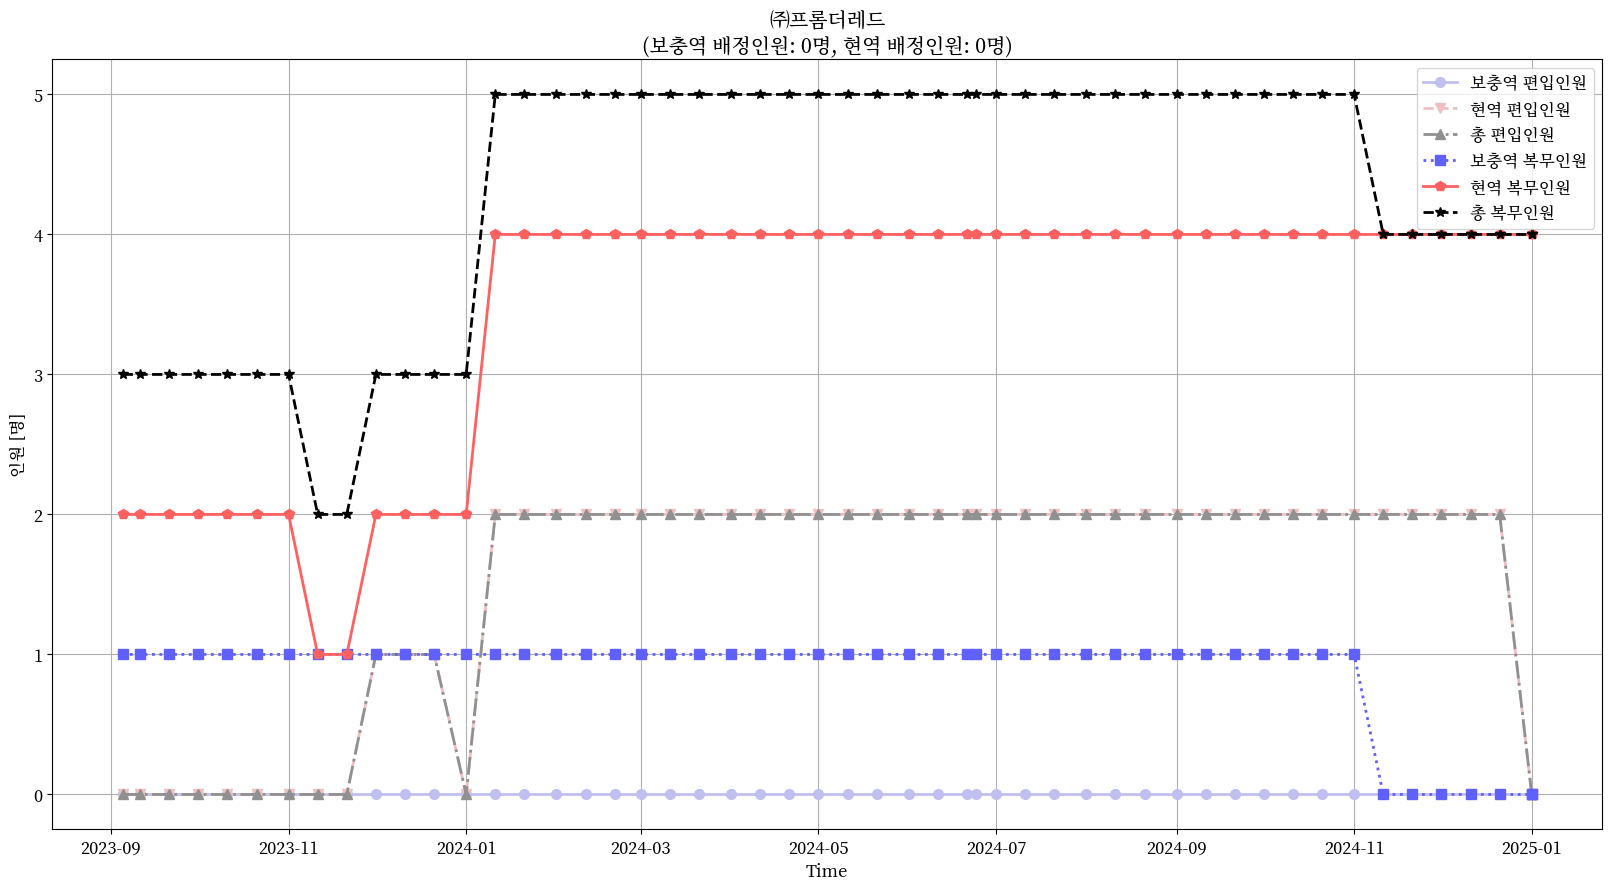 ㈜프롬더레드
(보충역 배정인원: 0명, 현역 배정인원: 0명)
보충역 편입인원
현역 편입인원
총 편입인원
보충역 복무인원
현역 복무인원
총 복무인원
인원 [명]
5
4
3
2
1
0
2023-09
2023-11
2024-01
2024-03
2024-05
2024-07
2024-09
2024-11
2025-01
Time